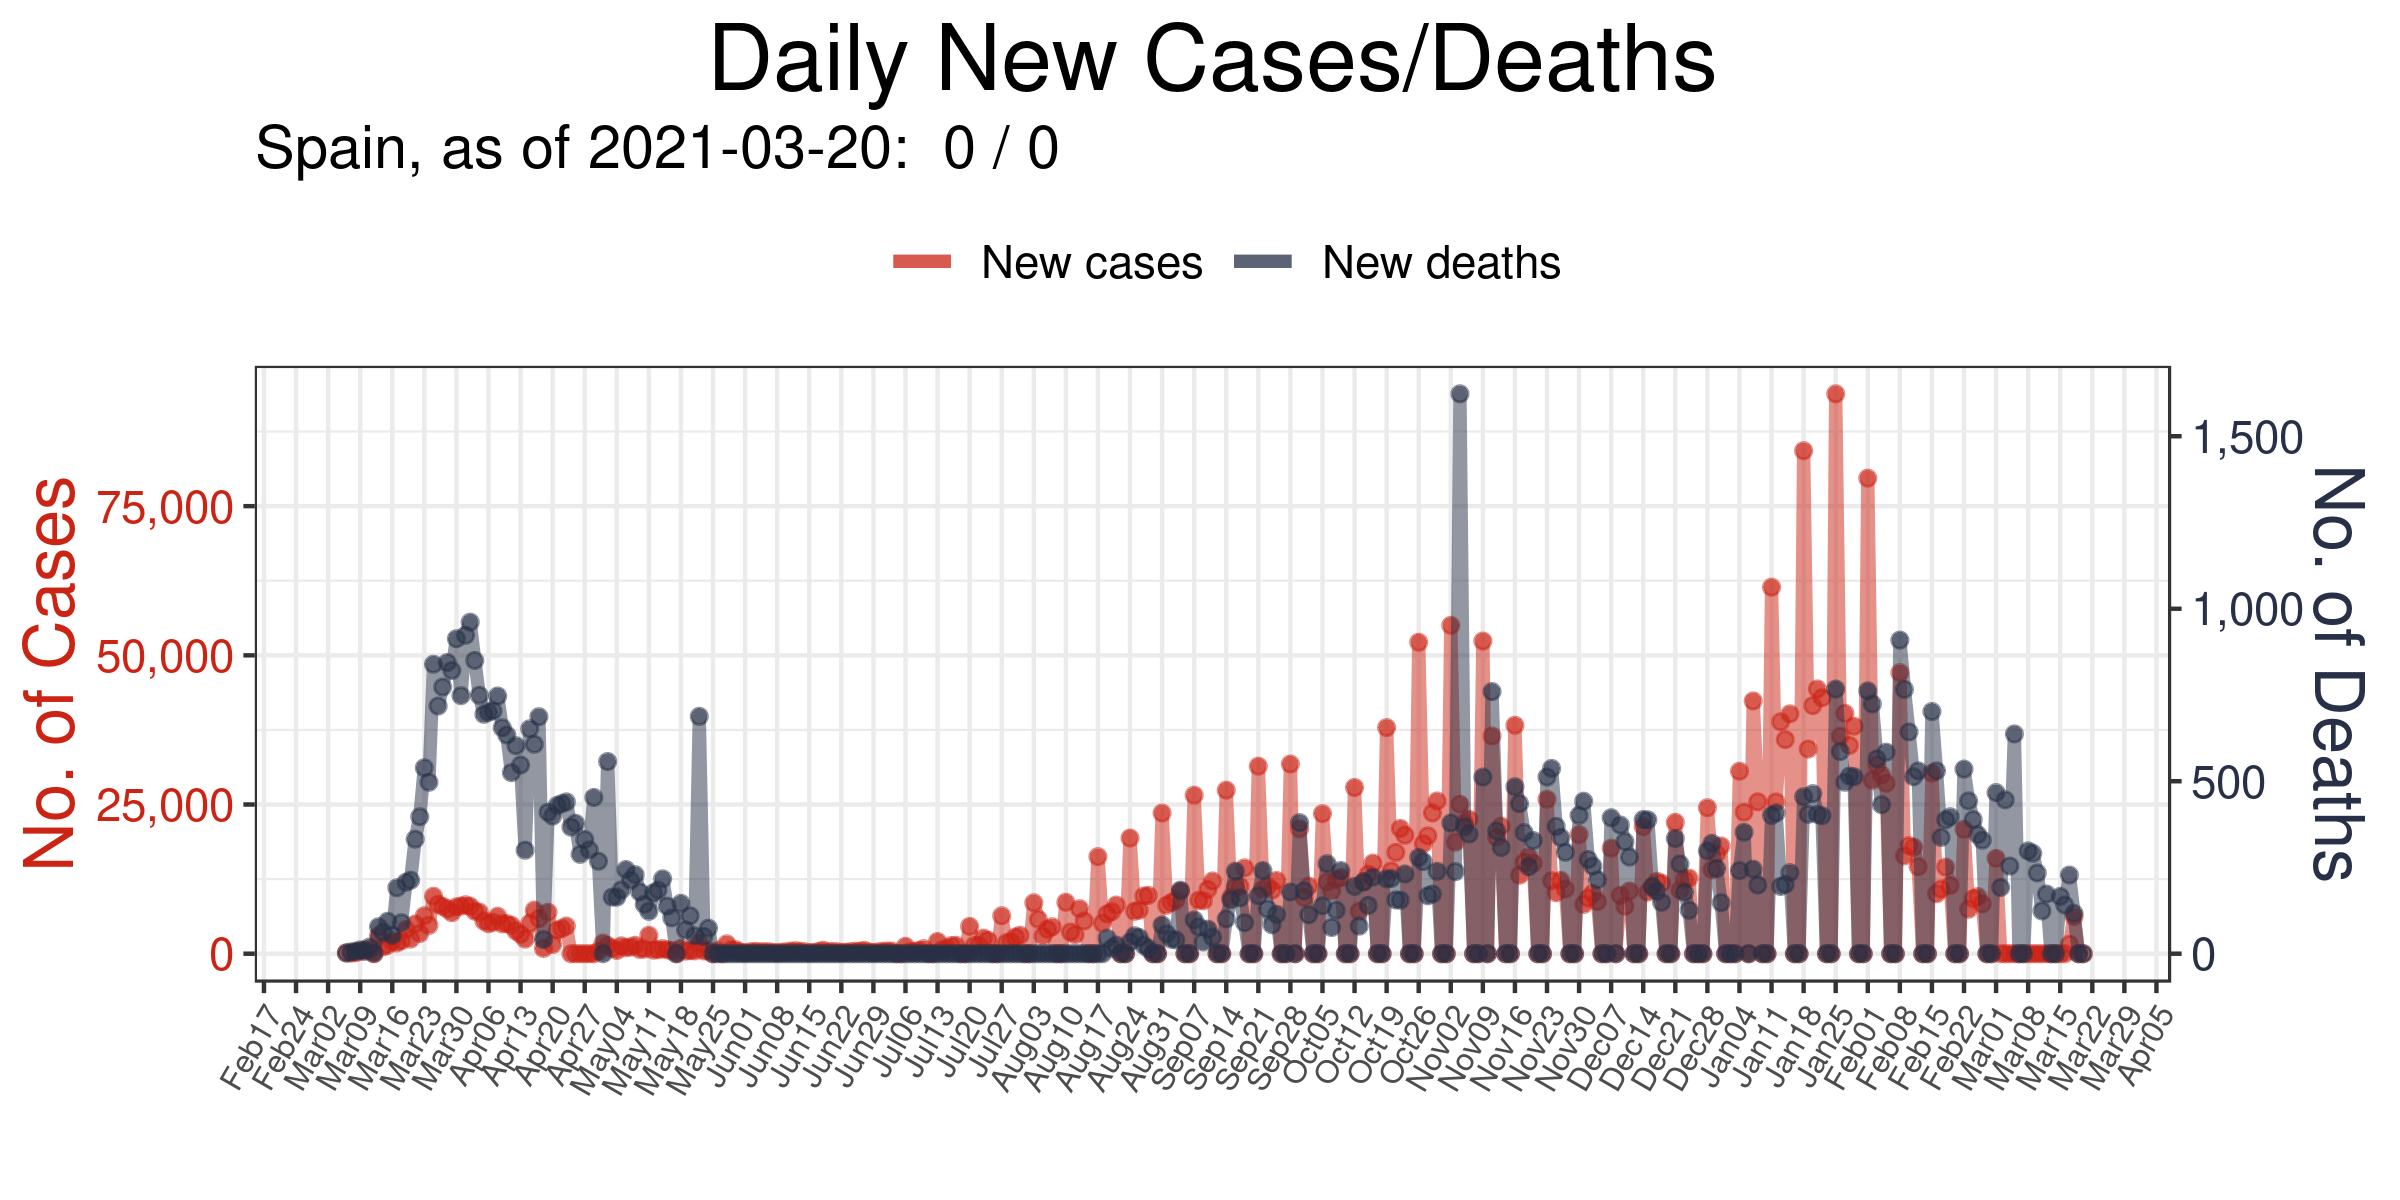 Daily New Cases/Deaths
Spain, as of 2021-03-20:  0 / 0
New cases
New deaths
No. of Cases
75,000
50,000
25,000
0
1,500
1,000
500
0
No. of Deaths
Feb17
Feb24
Mar02
Mar09
Mar16
Mar23
Mar30
Apr06
Apr13
Apr20
Apr27
May04
May11
May18
May25
Jun01
Jun08
Jun15
Jun22
Jun29
Jul06
Jul13
Jul20
Jul27
Aug03
Aug10
Aug17
Aug24
Aug31
Sep07
Sep14
Sep21
Sep28
Oct05
Oct12
Oct19
Oct26
Nov02
Nov09
Nov16
Nov23
Nov30
Dec07
Dec14
Dec21
Dec28
Jan04
Jan11
Jan18
Jan25
Feb01
Feb08
Feb15
Feb22
Mar01
Mar08
Mar15
Mar22
Mar29
Apr05